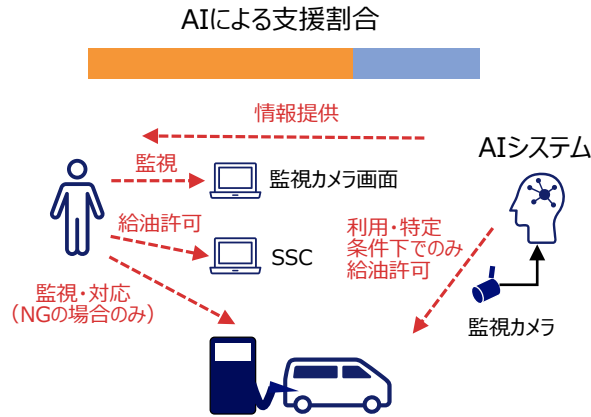 AIによる支援割合
情報提供
AIシステム
監視
監視カメラ画面
給油許可
利用・特定
条件下でのみ
給油許可
SSC
監視・対応
（NGの場合のみ）
監視カメラ